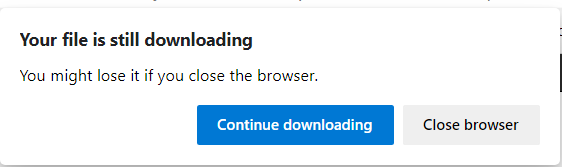 Your file is still downloading
You might lose it if you close the browser.
Continue downloading
Close browser